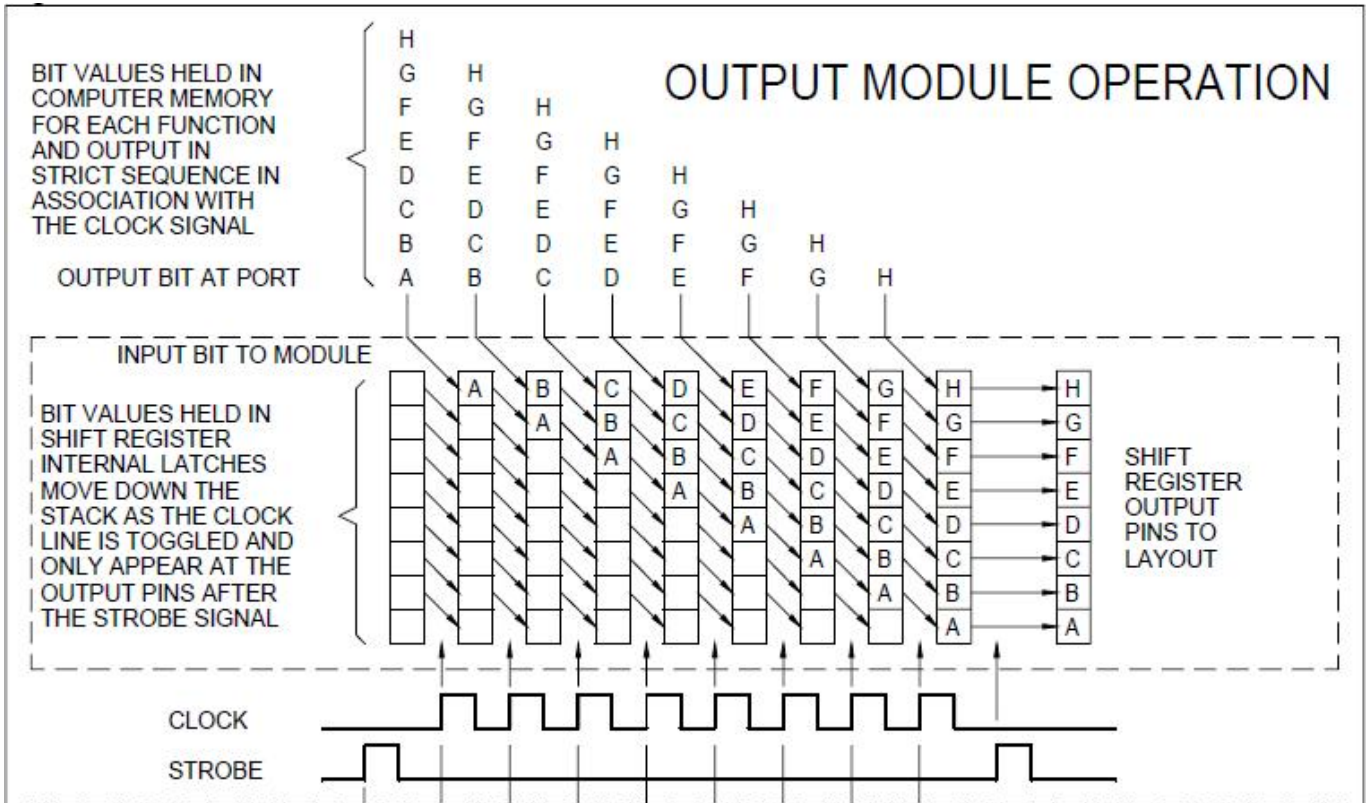 OUTPUT MODULE OPERATION
BIT VALUES HELD IN
COMPUTER MEMORY
FOR EACH FUNCTION
AND OUTPUT IN
STRICT SEQUENCE IN
ASSOCIATION WITH
THE CLOCK SIGNAL
OUTPUT BIT AT PORT
H
G H
F G H
E F G H
D E F G H
C D E F G H
B C D E F G H
A B C D E F G H
INPUT BIT TO MODULE
BIT VALUES HELD IN
SHIFT REGISTER
INTERNAL LATCHES
MOVE DOWN THE
STACK AS THE CLOCK
LINE IS TOGGLED AND
ONLY APPEAR AT THE
OUTPUT PINS AFTER
THE STROBE SIGNAL
A B C D E F G H H
A B C D E F G G
A B C D E F F
A B C D E E
A B C D D
A B C C
A B B
A A
SHIFT
REGISTER
OUTPUT
PINS TO
LAYOUT
CLOCK
STROBE